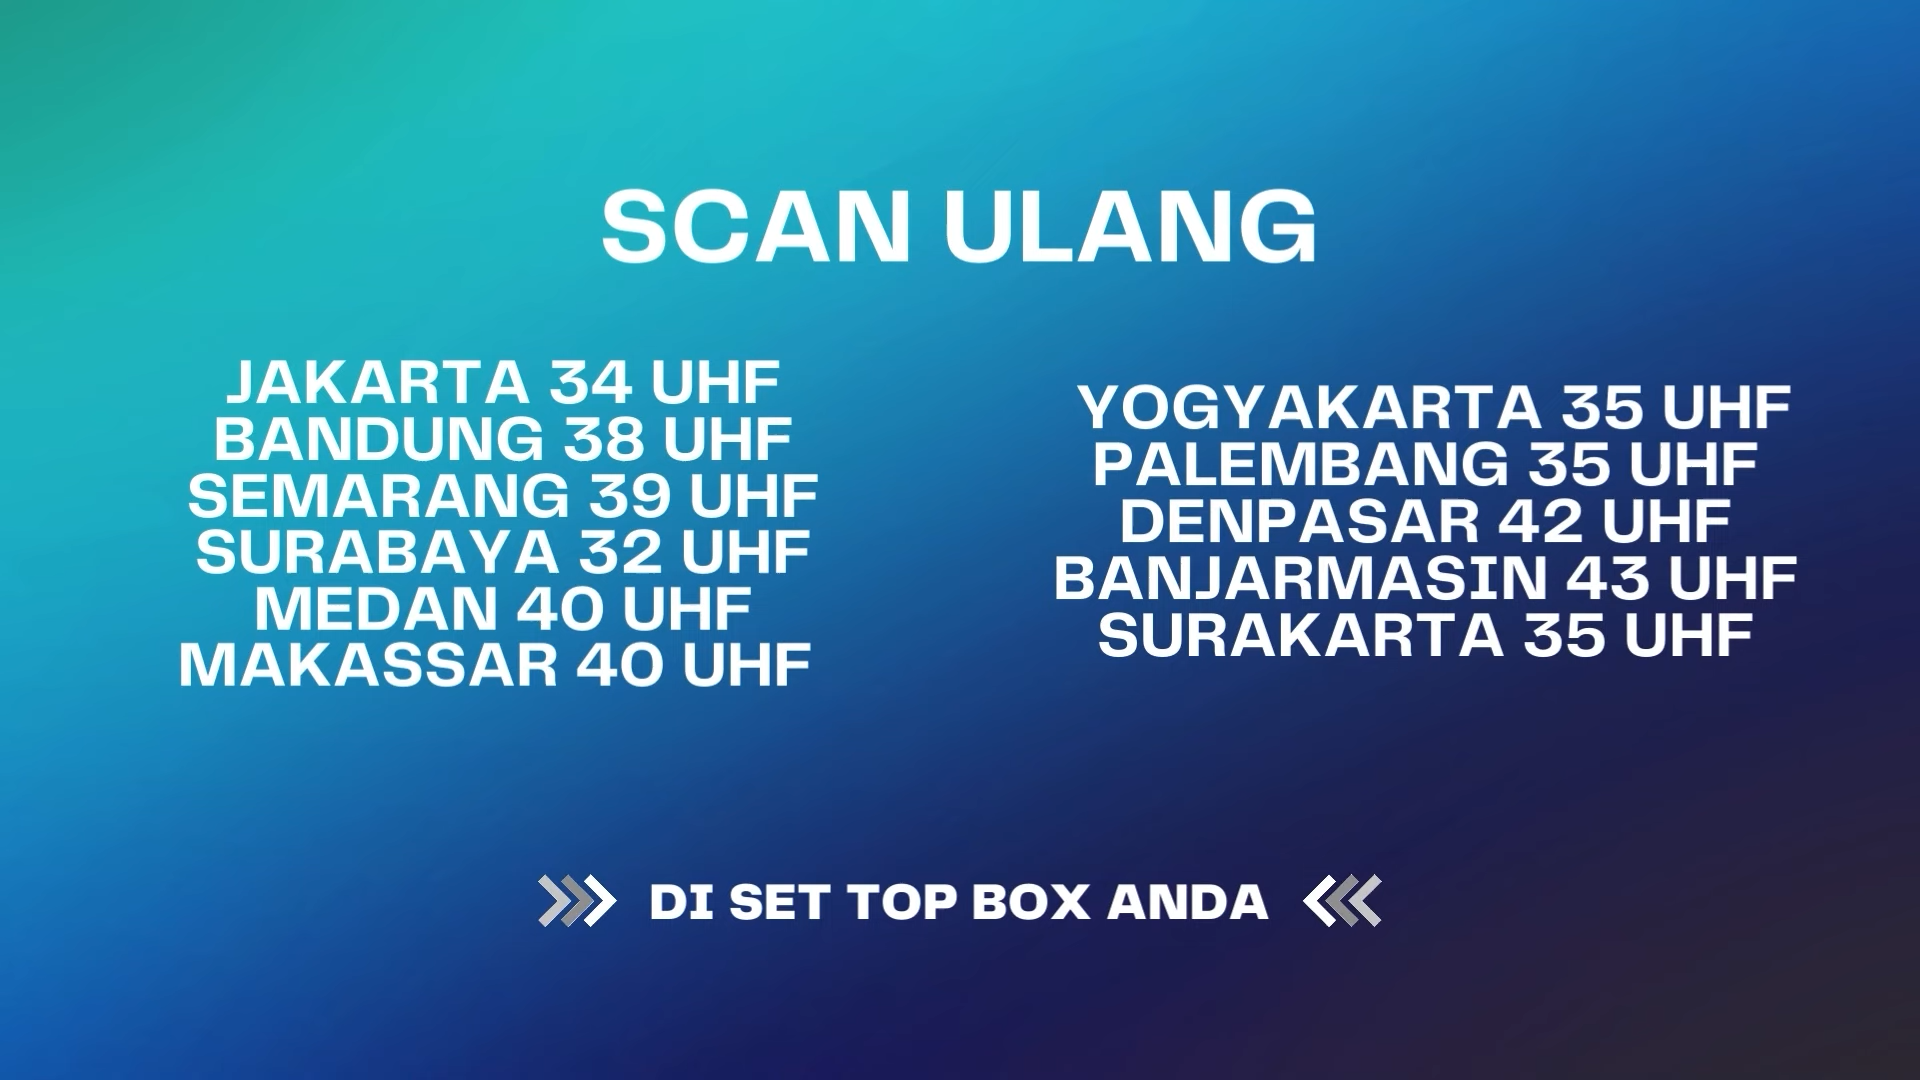 SCAN ULANG
JAKARTA 34 UHF
BANDUNG 38 UHF
SEMARANG 39 UHF
SURABAYA 32 UHF
MEDAN 40 UHF
MAKASSAR 40 UHF
YOGYAKARTA 35 UHF
PALEMBANG 35 UHF
DENPASAR 42 UHF
BANJARMASIN 43 UHF
SURAKARTA 35 UHF
DI SET TOP BOX ANDA